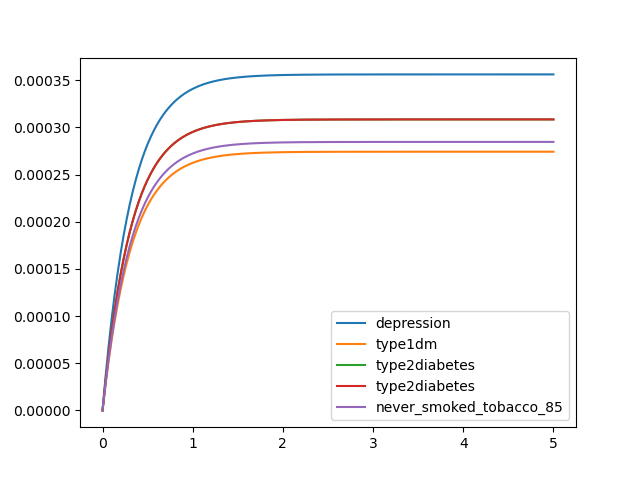 0.00035
0.00030
0.00025
0.00020
0.00015
0.00010
0.00005
0.00000
depression
type1dm
type2diabetes
type2diabetes
never_smoked_tobacco_85
0 1 2 3 4 5